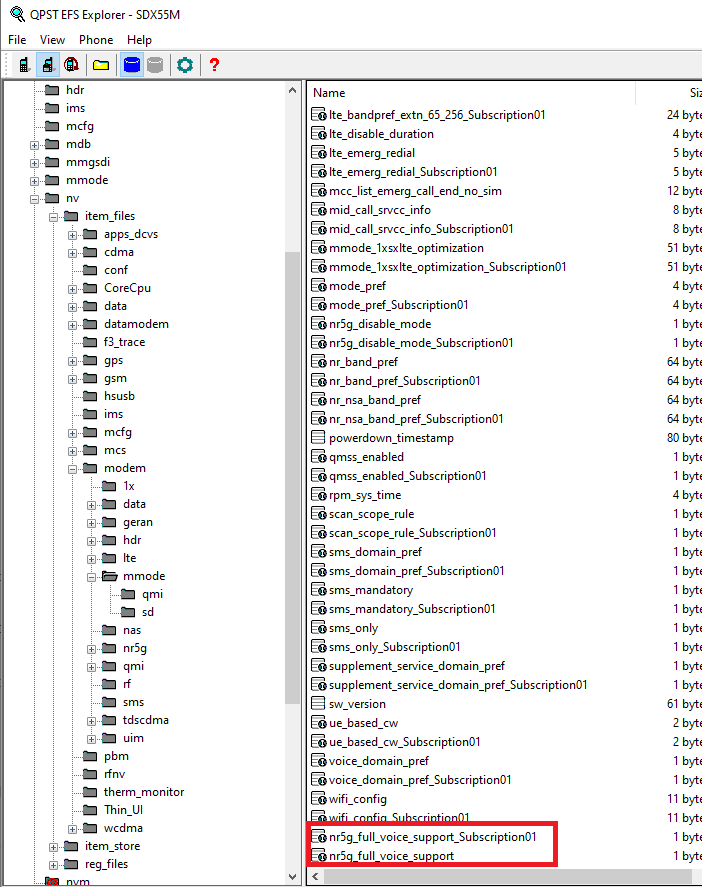 QPST EFS Explorer - SDX55M
File View Phone Help
hdr
ims
mcfg
mdb
mmgsdi
mmode
nv
item_files
apps_dcvs
cdma
conf
CoreCpu
data
datamodem
f3_trace
gps
gsm
hsusb
ims
mcfg
mcs
modem
1x
data
geran
hdr
lte
mmode
qmi
sd
nas
nr5g
qmi
rf
sms
tdscdma
uim
pbm
rfnv
therm_monitor
Thin_UI
wcdma
item_store
reg_files
nvm
Name Siz
lte_bandpref_extn_65_256_Subscription01 24 byte
lte_disable_duration 4 byte
lte_emerg_redial 5 byte
lte_emerg_redial_Subscription01 5 byte
mcc_list_emerg_call_end_no_sim 12 byte
mid_call_srvcc_info 8 byte
mid_call_srvcc_info_Subscription01 8 byte
mmode_1xsxlte_optimization 51 byte
mmode_1xsxlte_optimization_Subscription01 51 byte
mode_pref 4 byte
mode_pref_Subscription01 4 byte
nr5g_disable_mode 1 byte
nr5g_disable_mode_Subscription01 1 byte
nr_band_pref 64 byte
nr_band_pref_Subscription01 64 byte
nr_nsa_band_pref 64 byte
nr_nsa_band_pref_Subscription01 64 byte
powerdown_timestamp 80 byte
qmss_enabled 1 byte
qmss_enabled_Subscription01 1 byte
rpm_sys_time 4 byte
scan_scope_rule 1 byte
scan_scope_rule_Subscription01 1 byte
sms_domain_pref 1 byte
sms_domain_pref_Subscription01 1 byte
sms_mandatory 1 byte
sms_mandatory_Subscription01 1 byte
sms_only 1 byte
sms_only_Subscription01 1 byte
supplement_service_domain_pref 1 byte
supplement_service_domain_pref_Subscription01 1 byte
sw_version 61 byte
ue_based_cw 2 byte
ue_based_cw_Subscription01 2 byte
voice_domain_pref 1 byte
voice_domain_pref_Subscription01 1 byte
wifi_config 11 byte
wifi_config_Subscription01 11 byte
nr5g_full_voice_support_Subscription01 1 byte
nr5g_full_voice_support 1 byte